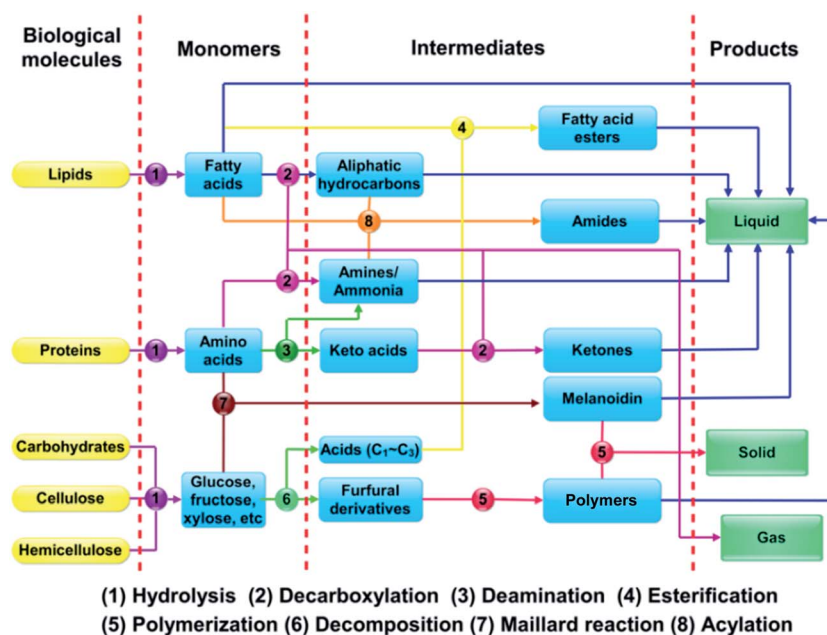 Biological
molecules
Monomers
Intermediates
Products
4
Fatty acid
esters
Lipids
1
Fatty
acids
2
Aliphatic
hydrocarbons
8
Amides
Liquid
2
Amines/
Ammonia
Proteins
1
Amino
acids
3
Keto acids
2
Ketones
7
Melanoidin
Carbohydrates
Acids (C₁~C₃)
5
Solid
Cellulose
1
Glucose,
fructose,
xylose, etc
6
Furfural
derivatives
5
Polymers
Hemicellulose
Gas
(1) Hydrolysis (2) Decarboxylation (3) Deamination (4) Esterification
(5) Polymerization (6) Decomposition (7) Maillard reaction (8) Acylation